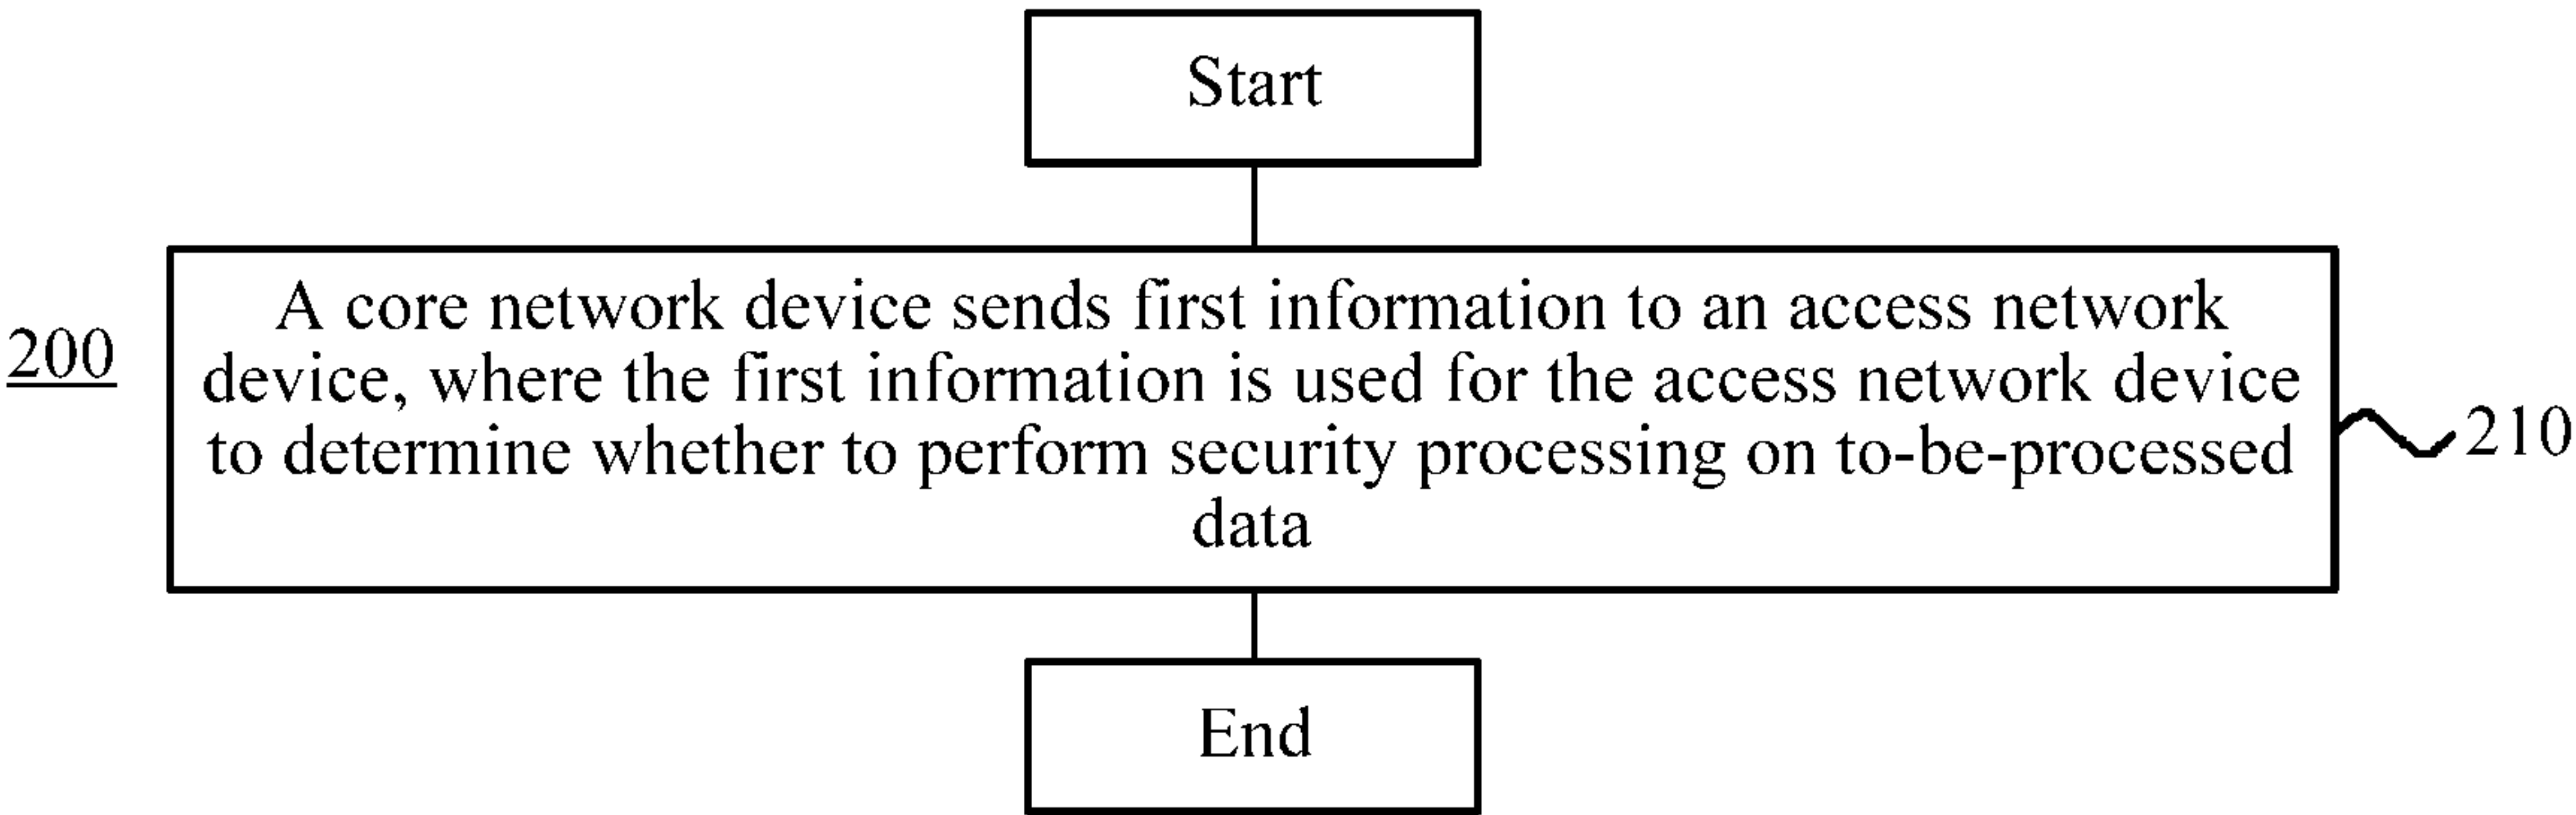 Start
200
A core network device sends first information to an access network
device, where the first information is used for the access network device
to determine whether to perform security processing on to-be-processed
data
210
End